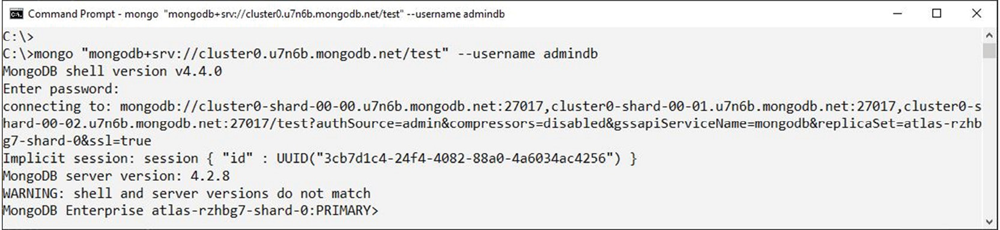 Command Prompt - mongo "mongodb+srv://cluster0.u7n6b.mongodb.net/test" --username admindb
C:\>
C:\>mongo "mongodb+srv://cluster0.u7n6b.mongodb.net/test" --username admindb
MongoDB shell version v4.4.0
Enter password:
connecting to: mongodb://cluster0-shard-00-00.u7n6b.mongodb.net:27017,cluster0-shard-00-01.u7n6b.mongodb.net:27017,cluster0-s
hard-00-02.u7n6b.mongodb.net:27017/test?authSource=admin&compressors=disabled&gssapiServiceName=mongodb&replicaSet=atlas-rzhb
g7-shard-0&ssl=true
Implicit session: session { "id" : UUID("3cb7d1c4-24f4-4082-88a0-4a6034ac4256") }
MongoDB server version: 4.2.8
WARNING: shell and server versions do not match
MongoDB Enterprise atlas-rzhbg7-shard-0:PRIMARY>